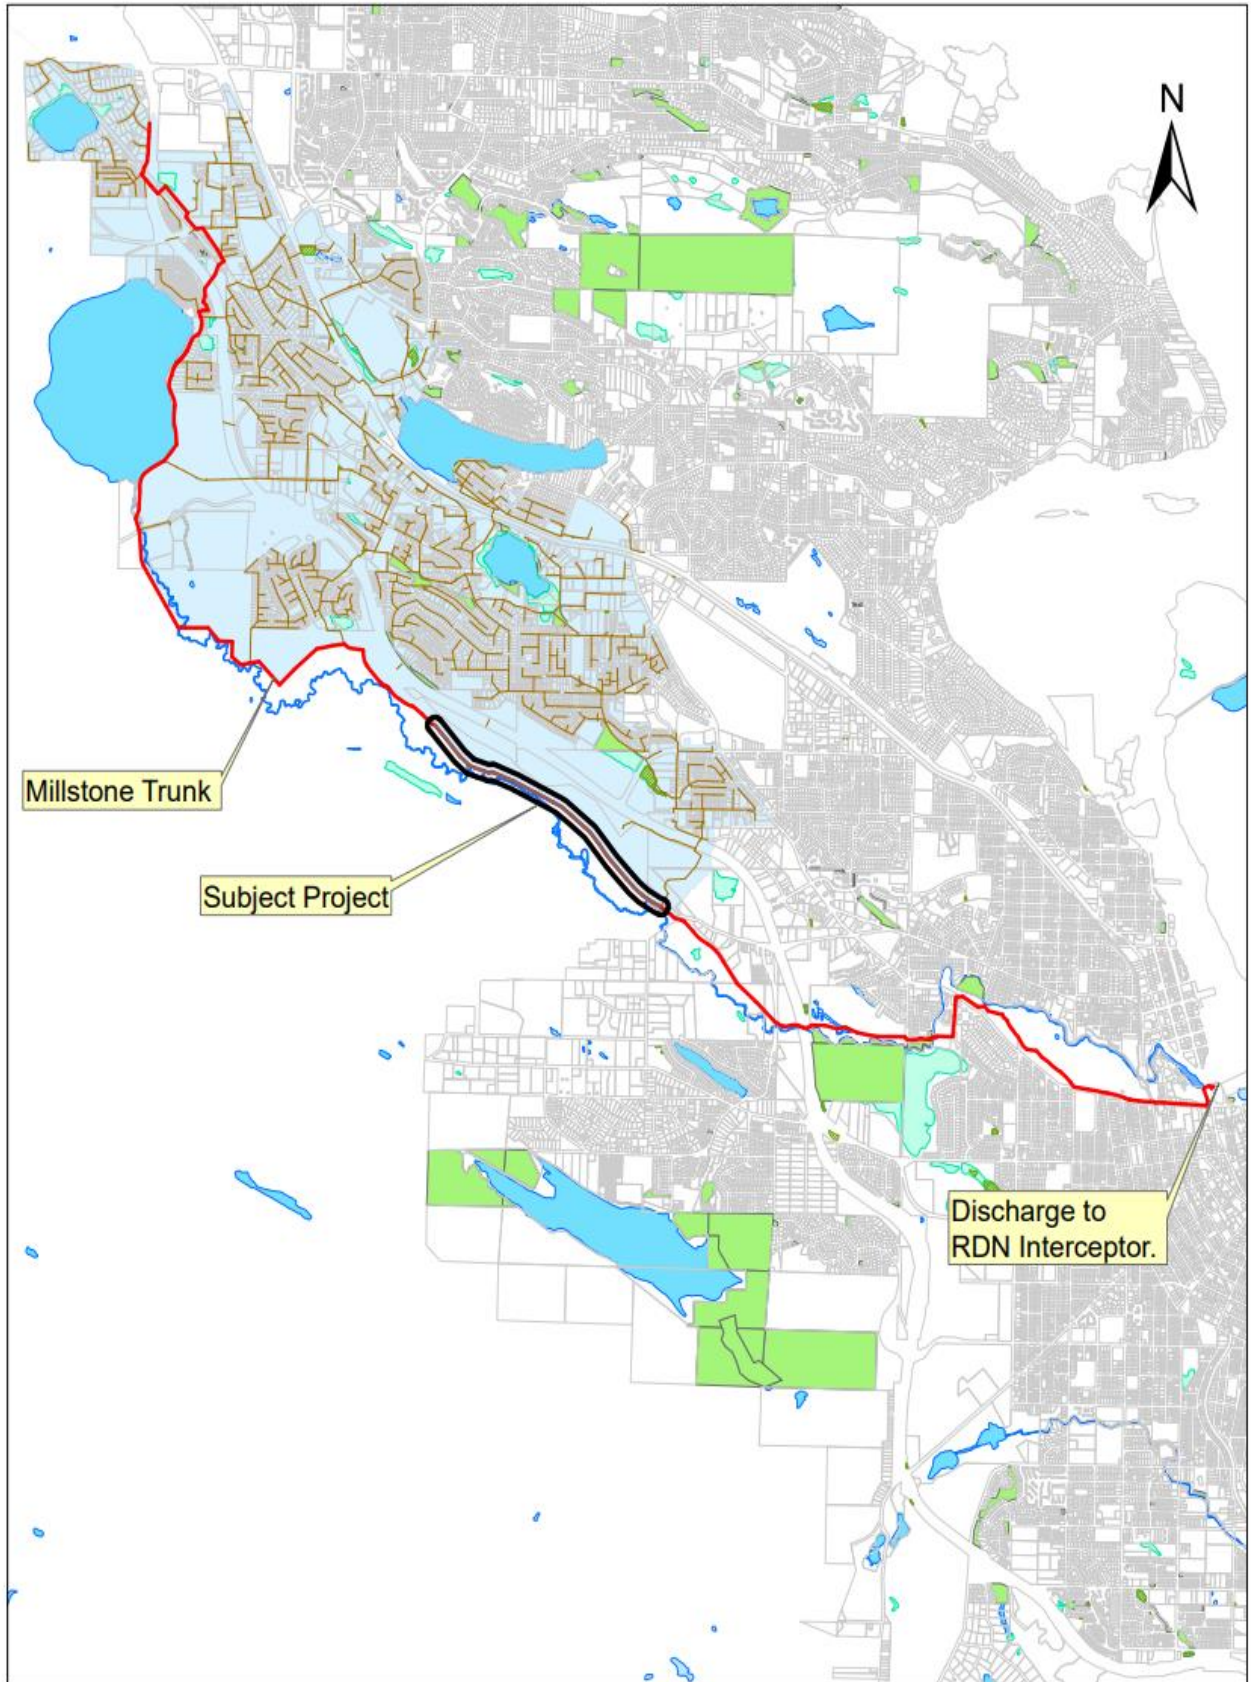 N
Millstone Trunk
Subject Project
Discharge to
RDN Interceptor.